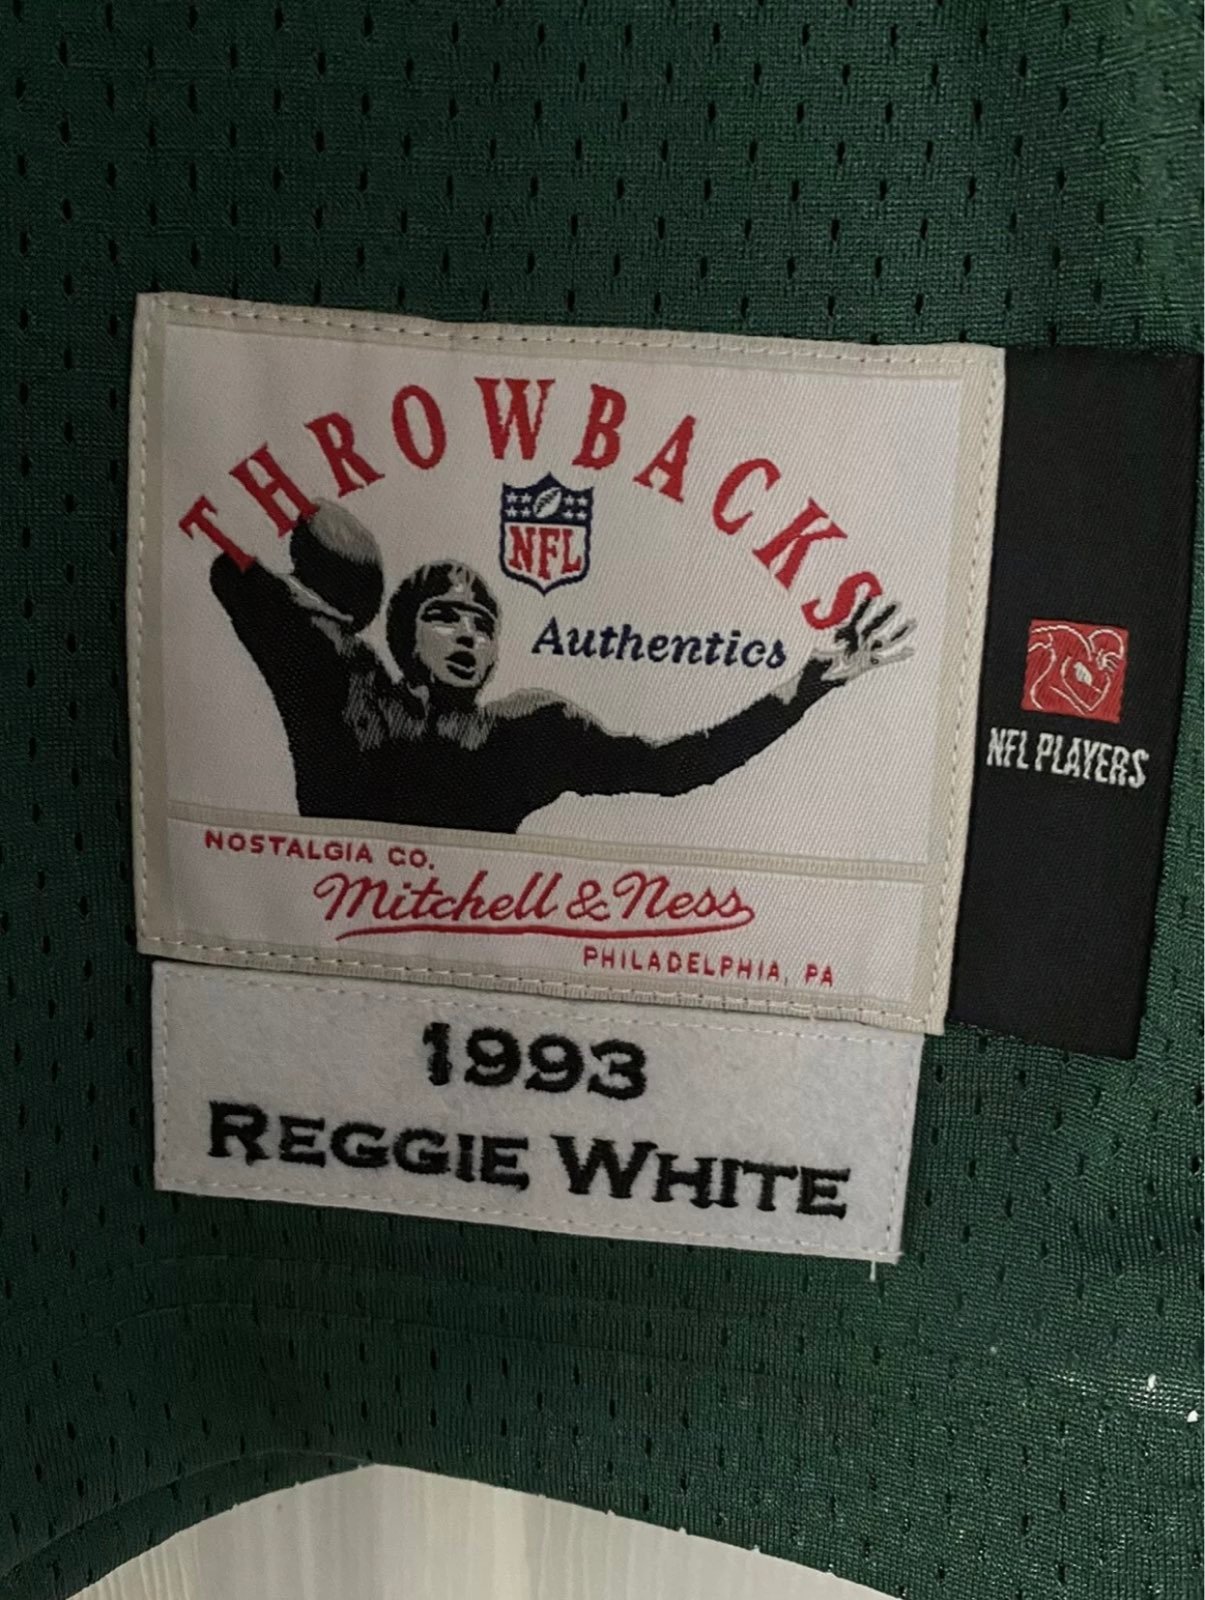 THROWBACKS
NFL
Authentics
NOSTALGIA CO.
Mitchell & Ness
PHILADELPHIA, PA
NFL PLAYERS
1993
REGGIE WHITE